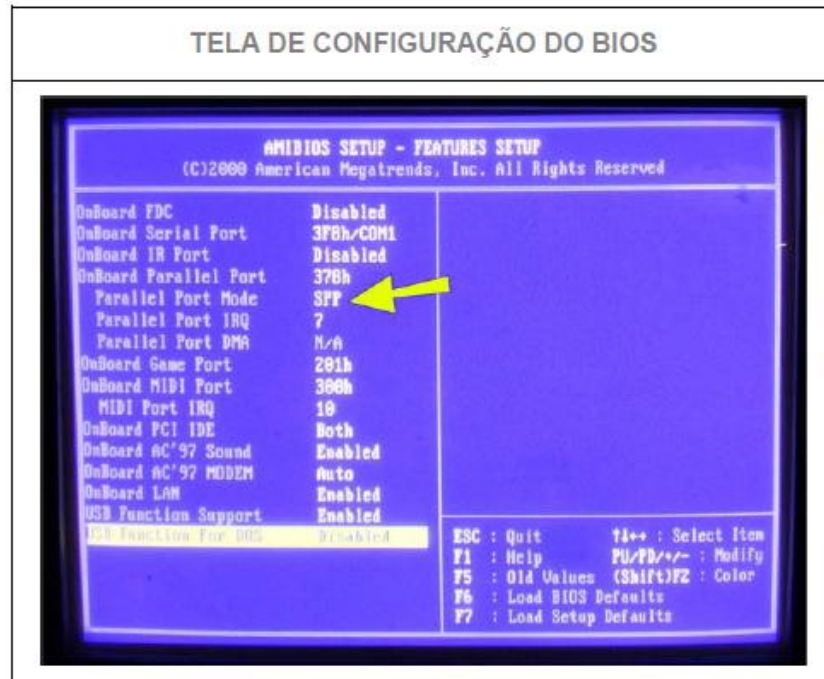 TELA DE CONFIGURAÇÃO DO BIOS
AMIBIOS SETUP - FEATURES SETUP
(C)2000 American Megatrends, Inc. All Rights Reserved
OnBoard FDC Disabled
OnBoard Serial Port 3F8h/COM1
OnBoard IR Port Disabled
OnBoard Parallel Port 378h
Parallel Port Mode SPP
Parallel Port IRQ 7
Parallel Port DMA N/A
OnBoard Game Port 201h
OnBoard MIDI Port 300h
MIDI Port IRQ 10
OnBoard PCI IDE Both
OnBoard AC'97 Sound Enabled
OnBoard AC'97 MODEM Auto
OnBoard LAN Enabled
USB Function Support Enabled
USB Function For DOS Disabled
ESC : Quit ↑↓←→ : Select Item
F1 : Help PU/PD/+/- : Modify
F5 : Old Values (Shift)F2 : Color
F6 : Load BIOS Defaults
F7 : Load Setup Defaults